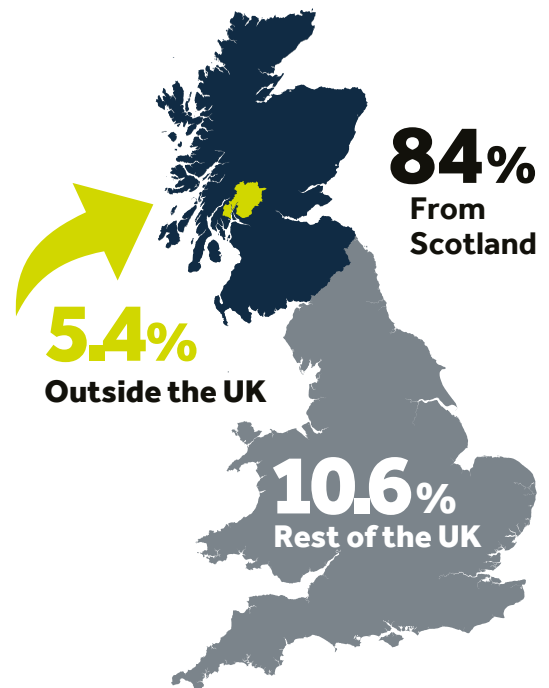 84%
From
Scotland
5.4%
Outside the UK
10.6%
Rest of the UK